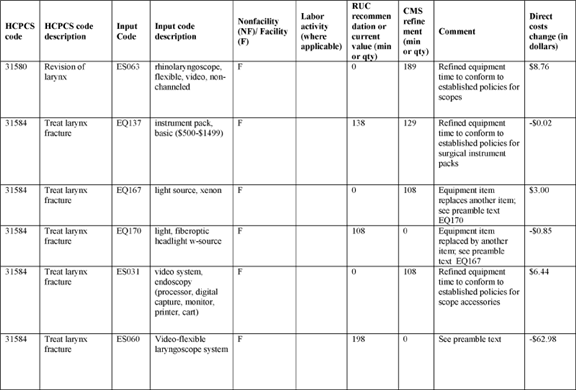 HCPCS code | HCPCS code description | Input Code | Input code description | Nonfacility (NF)/ Facility (F) | Labor activity (where applicable) | RUC recommen dation or current value (min or qty) | CMS refine ment (min or qty) | Comment | Direct costs change (in dollars)
31580 | Revision of larynx | ES063 | rhinolaryngoscope, flexible, video, non-channeled | F | | 0 | 189 | Refined equipment time to conform to established policies for scopes | $8.76
31584 | Treat larynx fracture | EQ137 | instrument pack, basic ($500-$1499) | F | | 138 | 129 | Refined equipment time to conform to established policies for surgical instrument packs | -$0.02
31584 | Treat larynx fracture | EQ167 | light source, xenon | F | | 0 | 108 | Equipment item replaces another item; see preamble text EQ170 | $3.00
31584 | Treat larynx fracture | EQ170 | light, fiberoptic headlight w-source | F | | 108 | 0 | Equipment item replaced by another item; see preamble text EQ167 | -$0.85
31584 | Treat larynx fracture | ES031 | video system, endoscopy (processor, digital capture, monitor, printer, cart) | F | | 0 | 108 | Refined equipment time to conform to established policies for scope accessories | $6.44
31584 | Treat larynx fracture | ES060 | Video-flexible laryngoscope system | F | | 198 | 0 | See preamble text | -$62.98